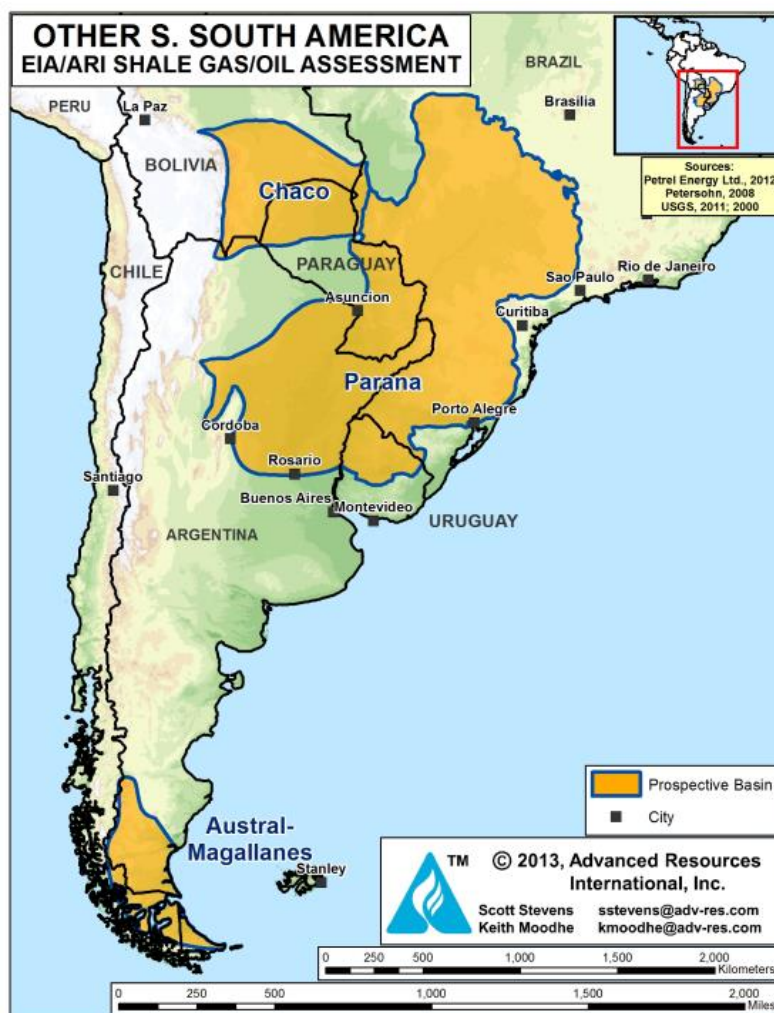 OTHER S. SOUTH AMERICA
EIA/ARI SHALE GAS/OIL ASSESSMENT
BRAZIL
PERU
La Paz
Brasilia
BOLIVIA
Sources:
Petrel Energy Ltd., 2012
Petersohn, 2008
USGS, 2011; 2000
Chaco
CHILE
PARAGUAY
Rio de Janeiro
Sao Paulo
Asuncion
Curitiba
Parana
Porto Alegre
Cordoba
Rosario
Santiago
Buenos Aires
Montevideo
URUGUAY
ARGENTINA
Prospective Basin
City
Austral-
Magallanes
Stanley
TM
© 2013, Advanced Resources
International, Inc.
Scott Stevens sstevens@adv-res.com
Keith Moodhe kmoodhe@adv-res.com
0 250 500 1,000 1,500 2,000
Kilometers
0 250 500 1,000 1,500 2,000
Miles